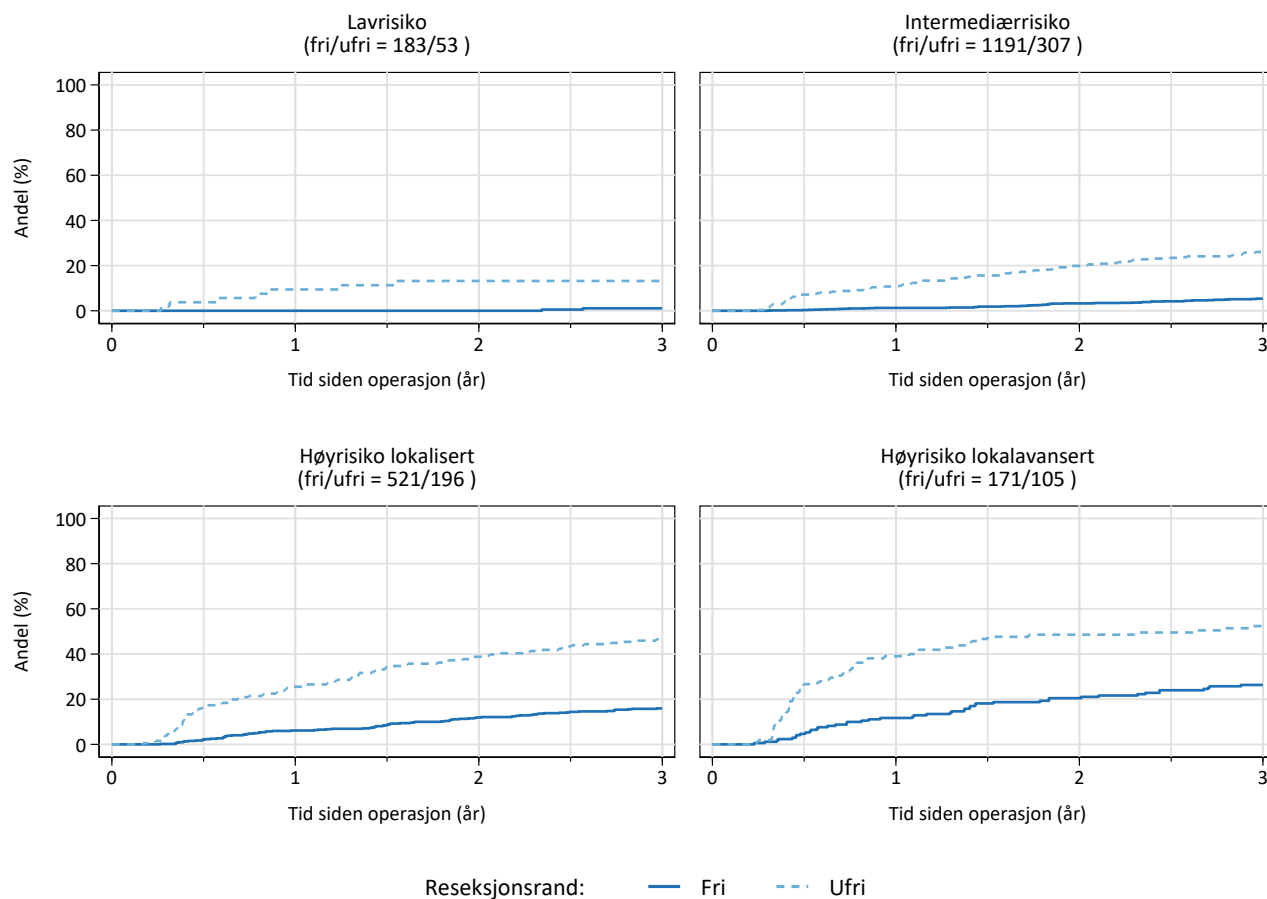 Lavrisiko
(fri/ufri = 183/53 )
Intermediærrisiko
(fri/ufri = 1191/307 )
Andel (%)
100
80
60
40
20
0
0 1 2 3
0 1 2 3
Tid siden operasjon (år)
Tid siden operasjon (år)
Høyrisiko lokalisert
(fri/ufri = 521/196 )
Høyrisiko lokalavansert
(fri/ufri = 171/105 )
Andel (%)
100
80
60
40
20
0
0 1 2 3
0 1 2 3
Tid siden operasjon (år)
Tid siden operasjon (år)
Reseksjonsrand: Fri Ufri